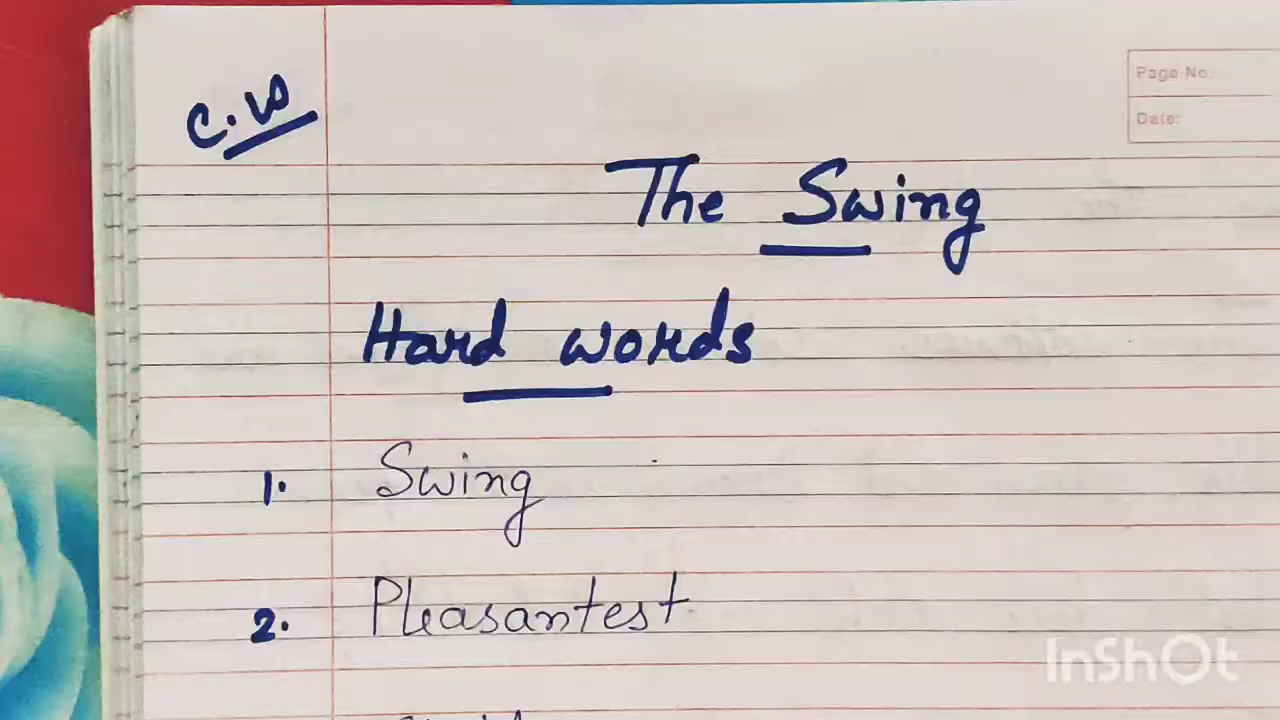 C.W
Page No.:
Date:
The Swing
Hard words
1. Swing
2. Pleasantest
InShOt